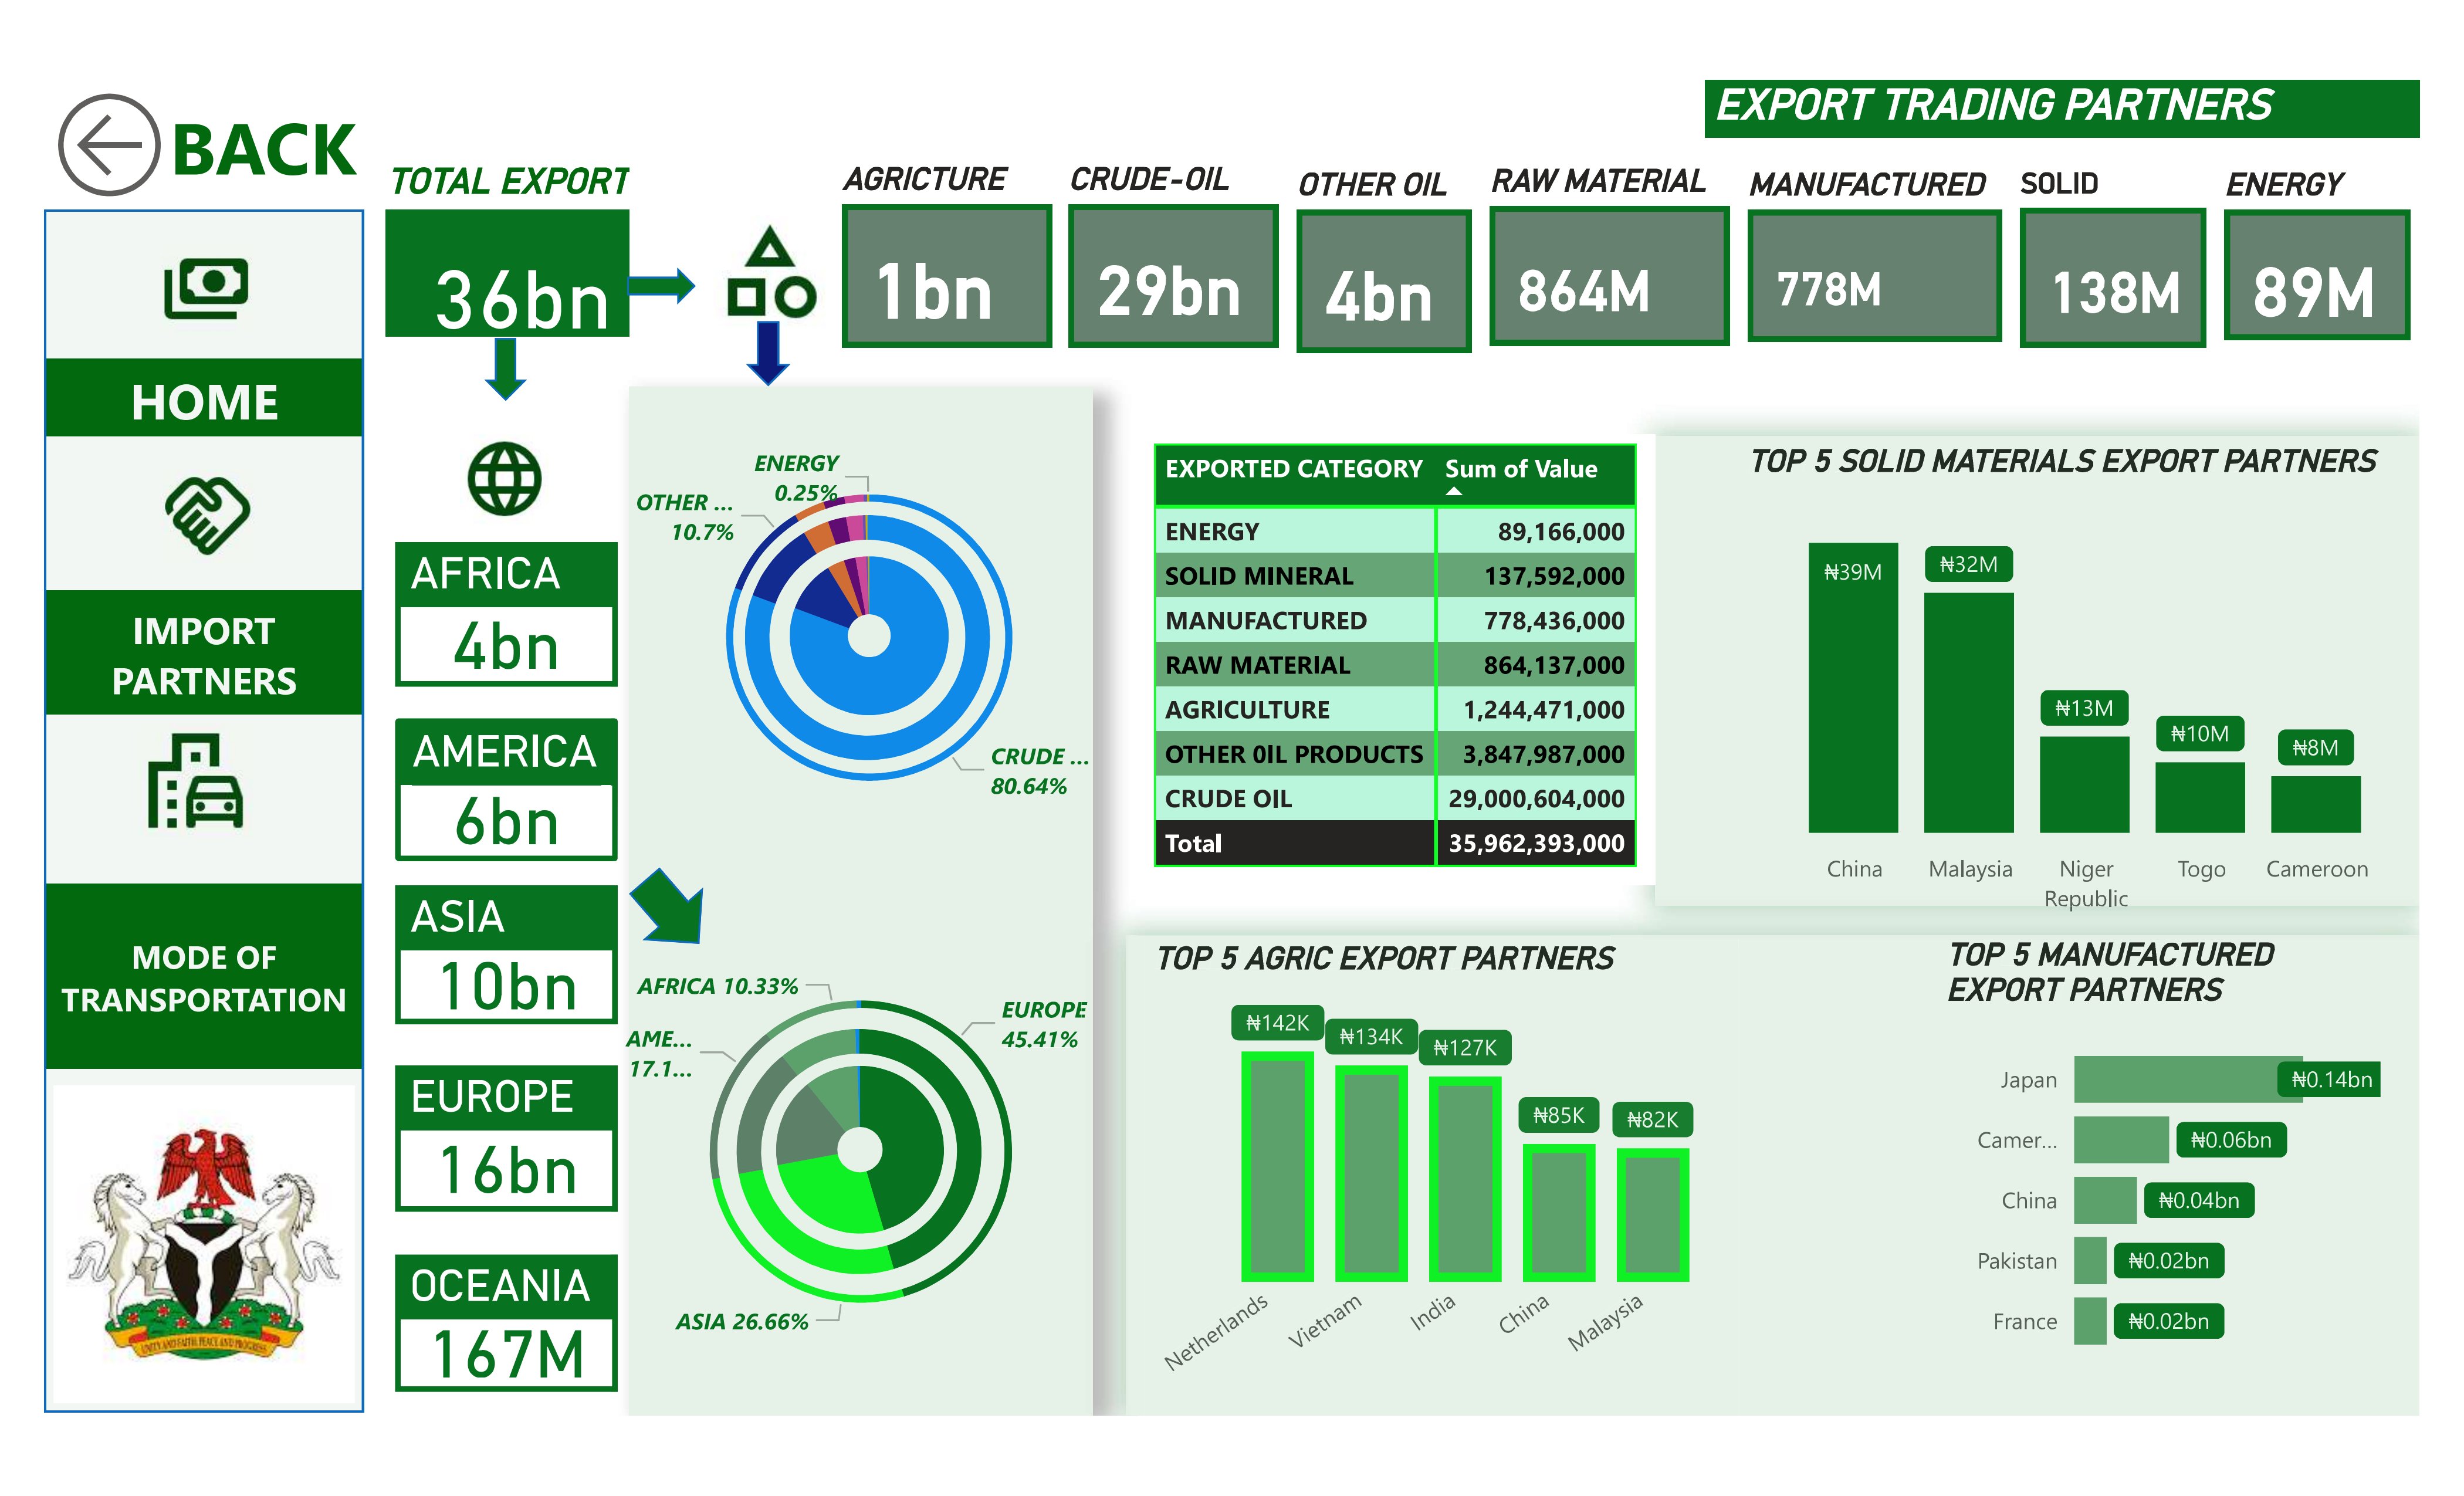 EXPORT TRADING PARTNERS
BACK
TOTAL EXPORT
36bn
AGRICTURE
1bn
CRUDE-OIL
29bn
OTHER OIL
4bn
RAW MATERIAL
864M
MANUFACTURED
778M
SOLID
138M
ENERGY
89M
HOME
IMPORT
PARTNERS
MODE OF
TRANSPORTATION
UNITY AND FAITH, PEACE AND PROGRESS
AFRICA
4bn
AMERICA
6bn
ASIA
10bn
EUROPE
16bn
OCEANIA
167M
ENERGY
0.25%
OTHER ...
10.7%
CRUDE ...
80.64%
AFRICA 10.33%
EUROPE
45.41%
AME...
17.1...
ASIA 26.66%
EXPORTED CATEGORY Sum of Value
ENERGY 89,166,000
SOLID MINERAL 137,592,000
MANUFACTURED 778,436,000
RAW MATERIAL 864,137,000
AGRICULTURE 1,244,471,000
OTHER 0IL PRODUCTS 3,847,987,000
CRUDE OIL 29,000,604,000
Total 35,962,393,000
TOP 5 SOLID MATERIALS EXPORT PARTNERS
₦39M
₦32M
₦13M
₦10M
₦8M
China
Malaysia
Niger
Republic
Togo
Cameroon
TOP 5 AGRIC EXPORT PARTNERS
₦142K
₦134K
₦127K
₦85K
₦82K
Netherlands
Vietnam
India
China
Malaysia
TOP 5 MANUFACTURED
EXPORT PARTNERS
Japan ₦0.14bn
Camer... ₦0.06bn
China ₦0.04bn
Pakistan ₦0.02bn
France ₦0.02bn